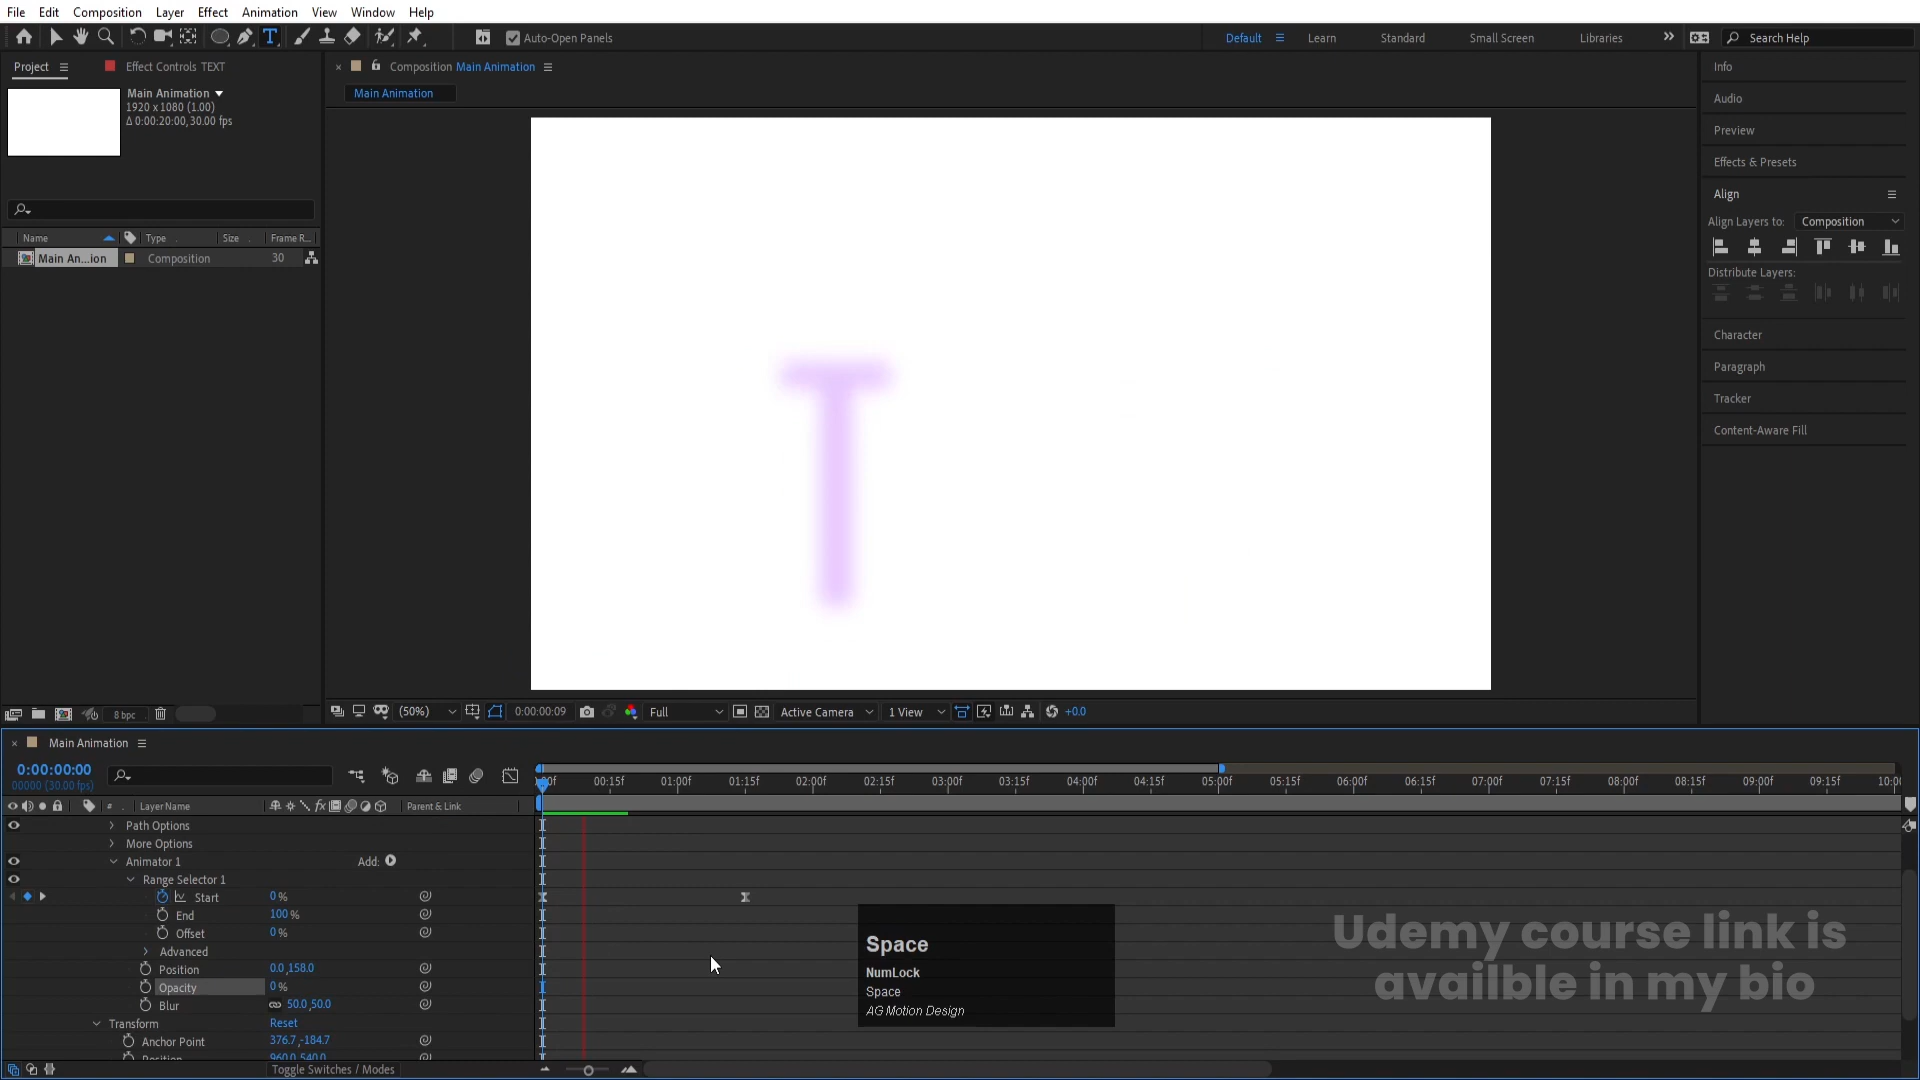 File Edit Composition Layer Effect Animation View Window Help
Auto-Open Panels Default Learn Standard Small Screen Libraries Search Help
Project Effect Controls TEXT
Composition Main Animation
Info
Main Animation
1920 x 1080 (1.00)
Δ 0:00:20:00, 30.00 fps
Main Animation
Audio
Preview
Effects & Presets
Align
Align Layers to: Composition
Name Type Size Frame R...
Main An...ion Composition 30
Distribute Layers:
Character
Paragraph
Tracker
Content-Aware Fill
T
8 bpc
(50%) 0:00:00:09 Full Active Camera 1 View +0.0
Main Animation
0:00:00:00
00000 (30.00 fps)
:00f 00:15f 01:00f 01:15f 02:00f 02:15f 03:00f 03:15f 04:00f 04:15f 05:00f 05:15f 06:00f 06:15f 07:00f 07:15f 08:00f 08:15f 09:00f 09:15f 10:00
# Layer Name fx Parent & Link
Path Options
More Options
Animator 1 Add:
Range Selector 1
Start 0 %
End 100 %
Offset 0 %
Advanced
Position 0.0, 158.0
Opacity 0 %
Blur 50.0, 50.0
Transform Reset
Anchor Point 376.7, -184.7
Position 960.0, 540.0
Toggle Switches / Modes
Space
NumLock
Space
AG Motion Design
Udemy course link is
availble in my bio